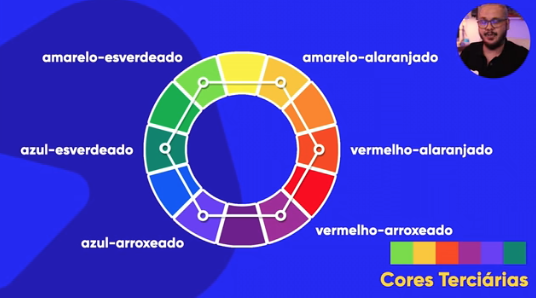 amarelo-esverdeado
amarelo-alaranjado
azul-esverdeado
vermelho-alaranjado
azul-arroxeado
vermelho-arroxeado
Cores Terciárias